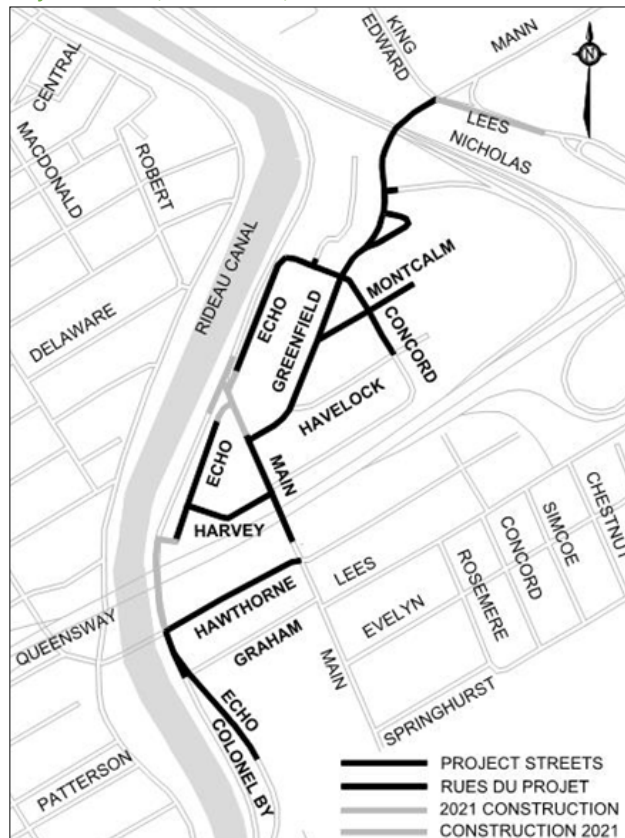 KING
EDWARD
MANN
N
CENTRAL
LEES
NICHOLAS
MACDONALD
ROBERT
RIDEAU CANAL
MONTCALM
ECHO
GREENFIELD
CONCORD
DELAWARE
HAVELOCK
ECHO
MAIN
HARVEY
CHESTNUT
SIMCOE
CONCORD
LEES
ROSEMERE
HAWTHORNE
EVELYN
QUEENSWAY
GRAHAM
MAIN
SPRINGHURST
ECHO
COLONEL BY
PATTERSON
PROJECT STREETS
RUES DU PROJET
2021 CONSTRUCTION
CONSTRUCTION 2021